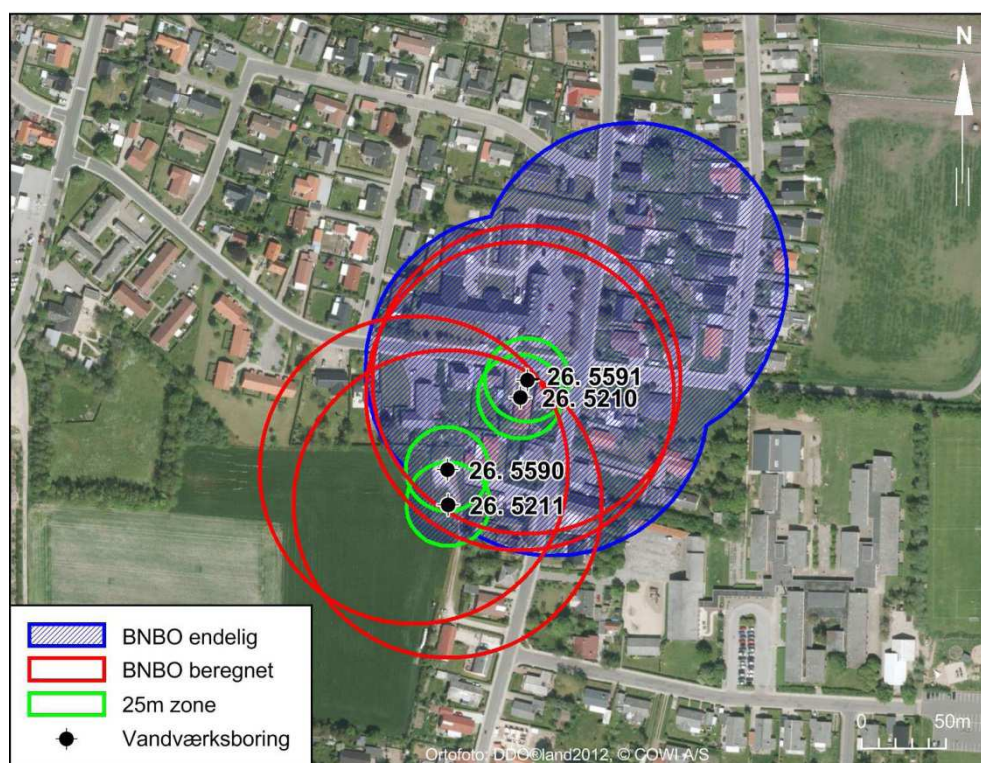 N
26. 5591
26. 5210
26. 5590
26. 5211
BNBO endelig
BNBO beregnet
25m zone
Vandværksboring
0 50m
Ortofoto: DDO®land2012, © COWI A/S